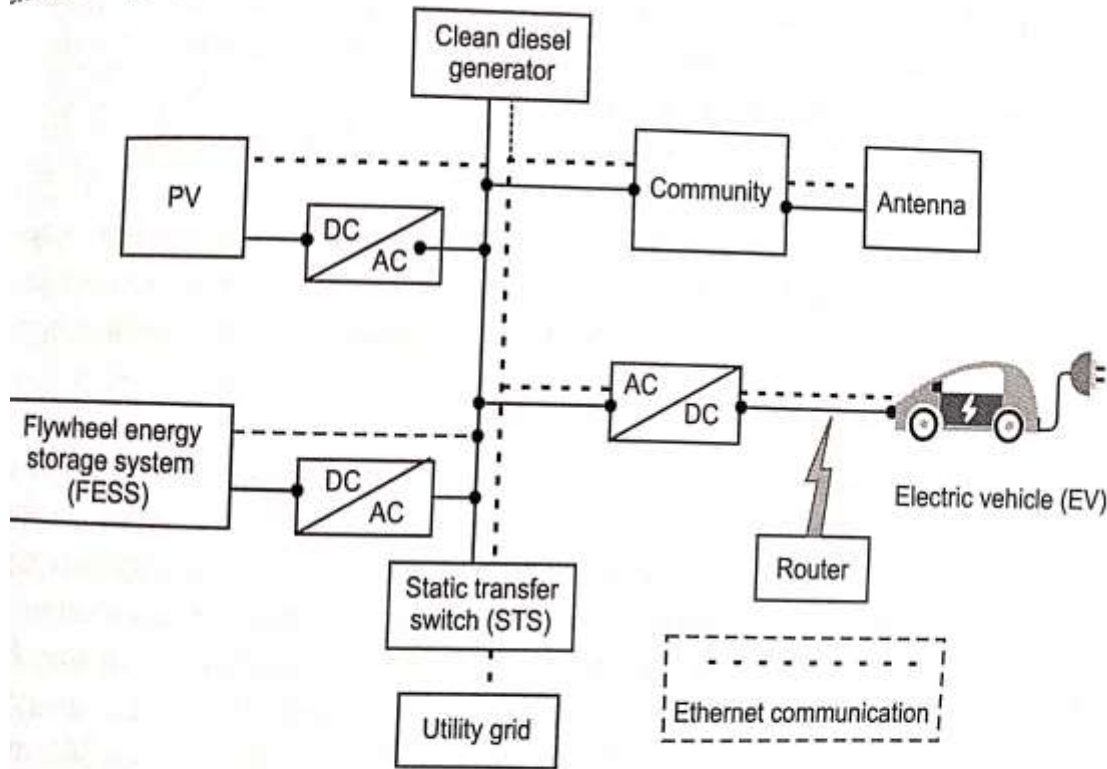 Clean diesel
generator
PV
DC
AC
Community
Antenna
AC
DC
Flywheel energy
storage system
(FESS)
DC
AC
Electric vehicle (EV)
Router
Static transfer
switch (STS)
Utility grid
Ethernet communication